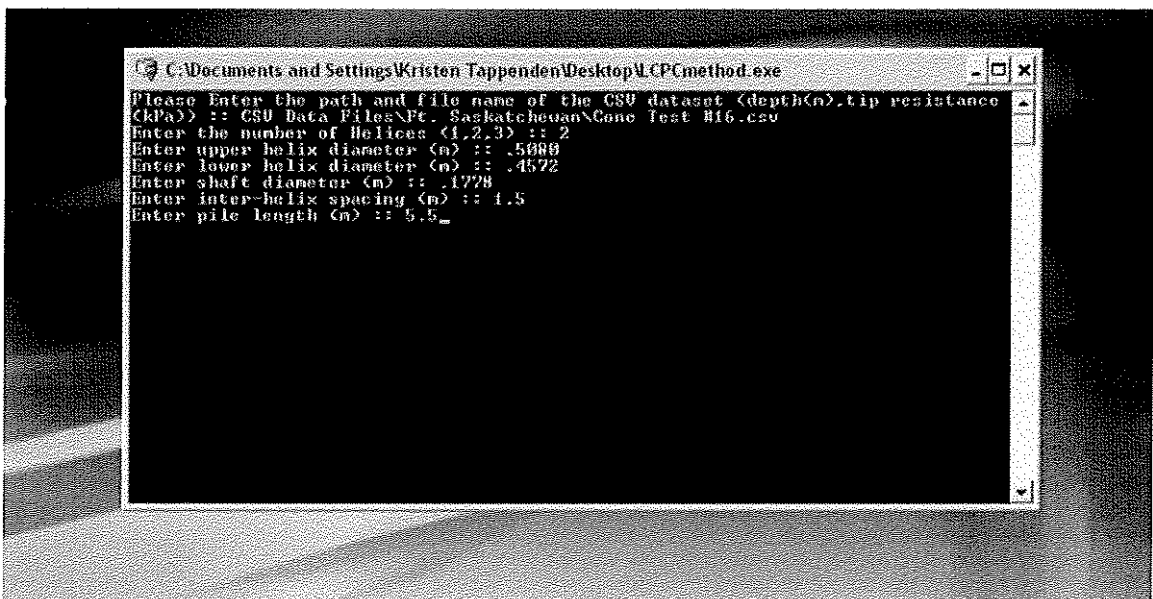 C:\Documents and Settings\Kristen Tappenden\Desktop\LCPCmethod.exe
Please Enter the path and file name of the CSV dataset (depth(m),tip resistance
(kPa)) :: CSV Data Files\Ft. Saskatchewan\Cone Test #16.csv
Enter the number of Helices (1,2,3) :: 2
Enter upper helix diameter (m) :: .5080
Enter lower helix diameter (m) :: .4572
Enter shaft diameter (m) :: .1778
Enter inter-helix spacing (m) :: 1.5
Enter pile length (m) :: 5.5_